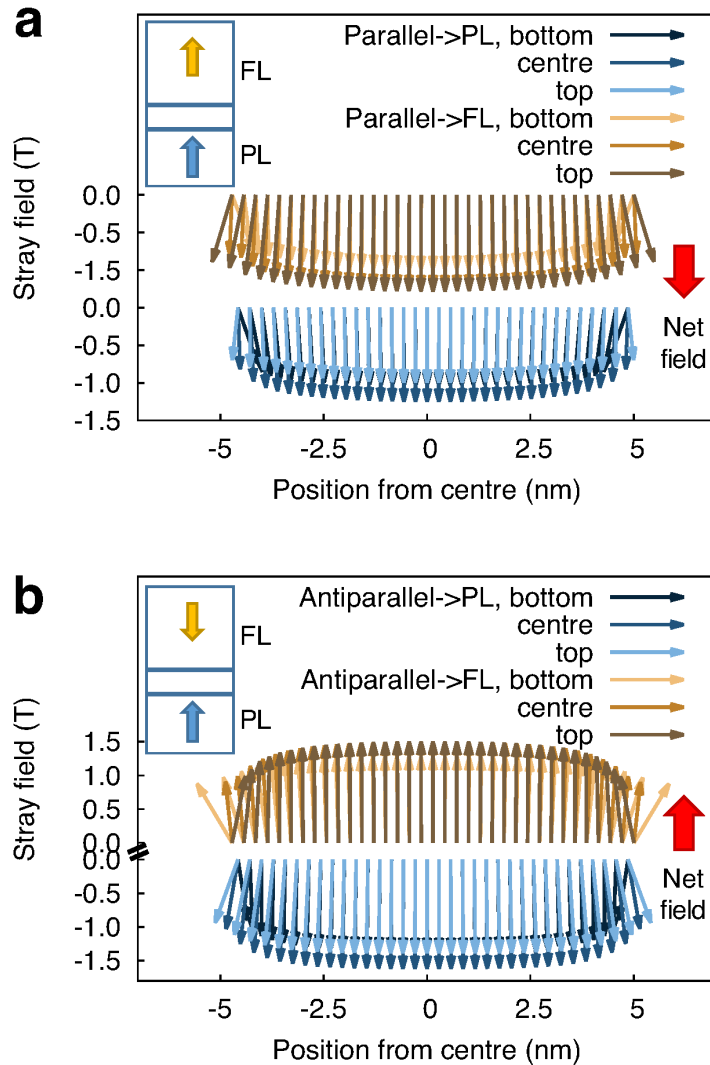 a
FL
PL
Parallel->PL, bottom
centre
top
Parallel->FL, bottom
centre
top
Stray field (T)
0.0
-0.5
-1.5
0.0
-0.5
-1.0
-1.5
Net
field
-5
-2.5
0
2.5
5
Position from centre (nm)
b
FL
PL
Antiparallel->PL, bottom
centre
top
Antiparallel->FL, bottom
centre
top
Stray field (T)
1.5
1.0
0.5
0.0
0.0
-0.5
-1.0
-1.5
Net
field
-5
-2.5
0
2.5
5
Position from centre (nm)